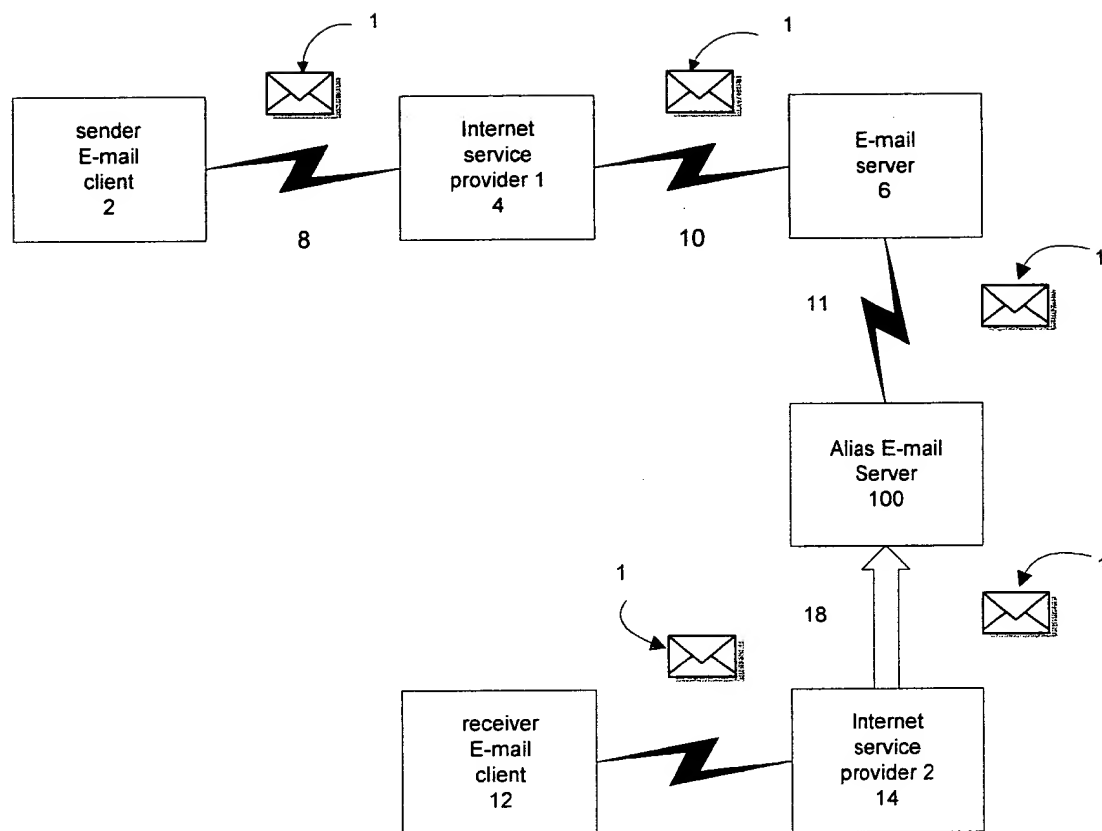 1
1
sender
E-mail
client
2
Internet
service
provider 1
4
E-mail
server
6
8
10
1
11
Alias E-mail
Server
100
1
1
18
receiver
E-mail
client
12
Internet
service
provider 2
14